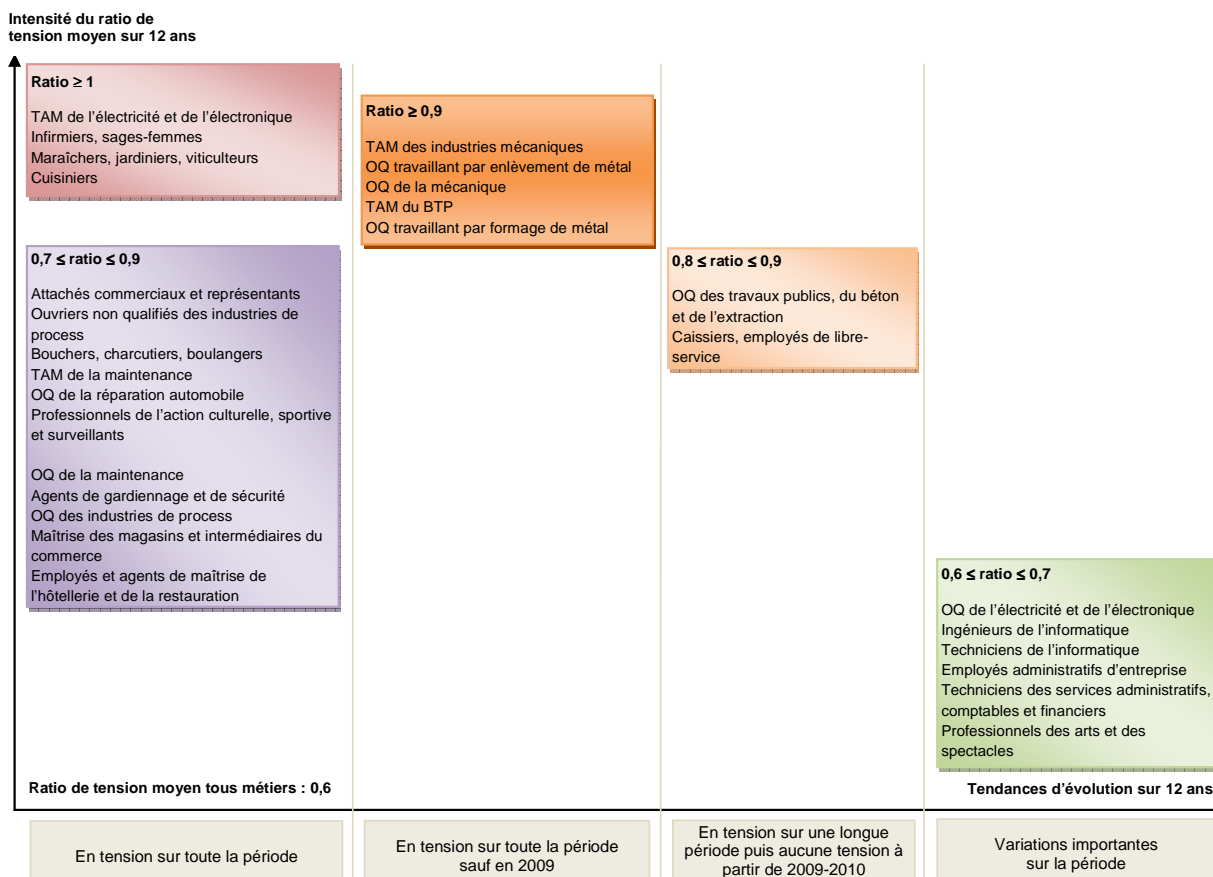 Intensité du ratio de
tension moyen sur 12 ans
Ratio ≥ 1
TAM de l'électricité et de l'électronique
Infirmiers, sages-femmes
Maraîchers, jardiniers, viticulteurs
Cuisiniers
0,7 ≤ ratio ≤ 0,9
Attachés commerciaux et représentants
Ouvriers non qualifiés des industries de
process
Bouchers, charcutiers, boulangers
TAM de la maintenance
OQ de la réparation automobile
Professionnels de l'action culturelle, sportive
et surveillants
OQ de la maintenance
Agents de gardiennage et de sécurité
OQ des industries de process
Maîtrise des magasins et intermédiaires du
commerce
Employés et agents de maîtrise de
l'hôtellerie et de la restauration
Ratio ≥ 0,9
TAM des industries mécaniques
OQ travaillant par enlèvement de métal
OQ de la mécanique
TAM du BTP
OQ travaillant par formage de métal
0,8 ≤ ratio ≤ 0,9
OQ des travaux publics, du béton
et de l'extraction
Caissiers, employés de libre-
service
0,6 ≤ ratio ≤ 0,7
OQ de l'électricité et de l'électronique
Ingénieurs de l'informatique
Techniciens de l'informatique
Employés administratifs d'entreprise
Techniciens des services administratifs,
comptables et financiers
Professionnels des arts et des
spectacles
Ratio de tension moyen tous métiers : 0,6
Tendances d'évolution sur 12 ans
En tension sur toute la période
En tension sur toute la période
sauf en 2009
En tension sur une longue
période puis aucune tension à
partir de 2009-2010
Variations importantes
sur la période